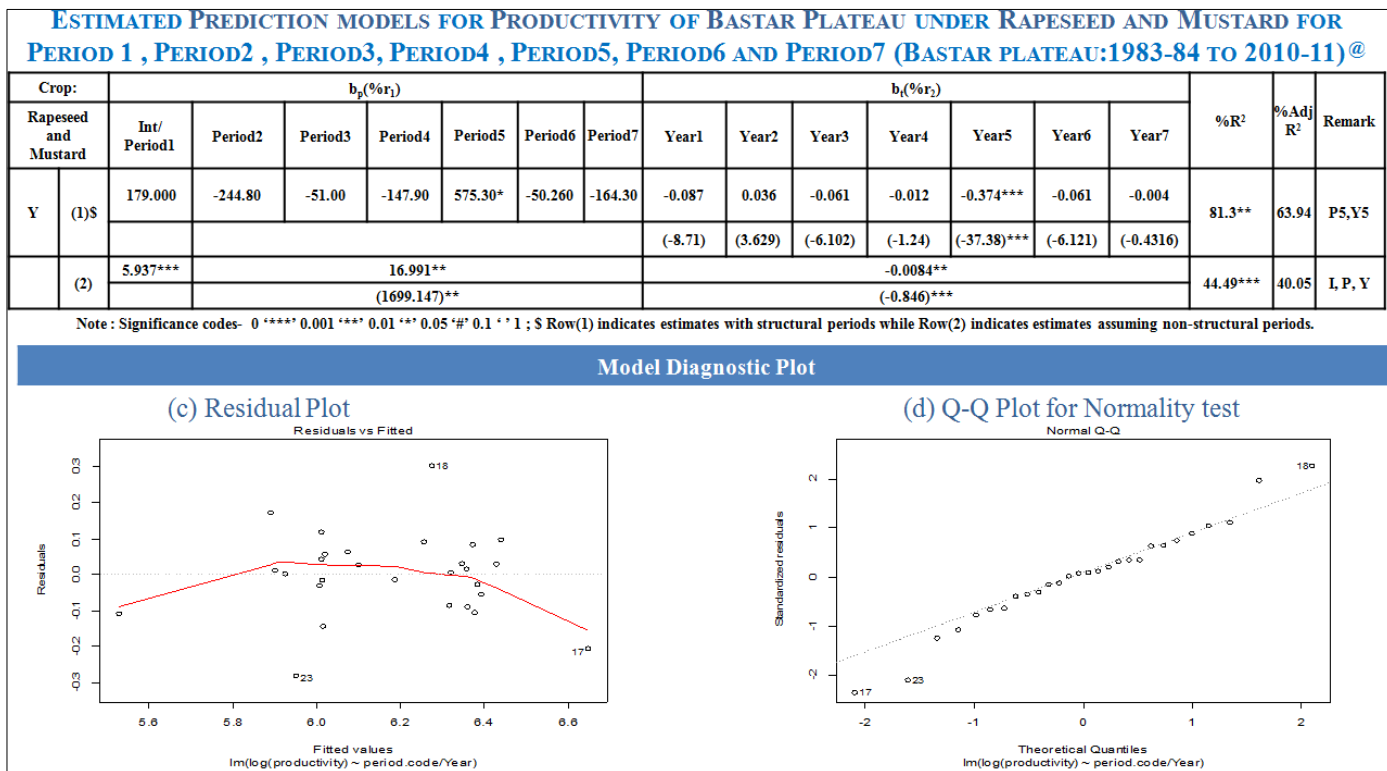 ESTIMATED PREDICTION MODELS FOR PRODUCTIVITY OF BASTAR PLATEAU UNDER RAPESEED AND MUSTARD FOR
PERIOD 1 , PERIOD2 , PERIOD3, PERIOD4 , PERIOD5, PERIOD6 AND PERIOD7 (BASTAR PLATEAU:1983-84 TO 2010-11)@
Crop: bp(%r1) bt(%r2) %R² %Adj R² Remark
Rapeseed and Mustard Int/ Period1 Period2 Period3 Period4 Period5 Period6 Period7 Year1 Year2 Year3 Year4 Year5 Year6 Year7
Y (1)$ 179.000 -244.80 -51.00 -147.90 575.30* -50.260 -164.30 -0.087 0.036 -0.061 -0.012 -0.374*** -0.061 -0.004 81.3** 63.94 P5,Y5
(-8.71) (3.629) (-6.102) (-1.24) (-37.38)*** (-6.121) (-0.4316)
(2) 5.937*** 16.991** -0.0084** 44.49*** 40.05 I, P, Y
(1699.147)** (-0.846)***
Note : Significance codes- 0 ‘***’ 0.001 ‘**’ 0.01 ‘*’ 0.05 ‘#’ 0.1 ‘ ’ 1 ; $ Row(1) indicates estimates with structural periods while Row(2) indicates estimates assuming non-structural periods.
Model Diagnostic Plot
(c) Residual Plot
Residuals vs Fitted
Residuals
0.3
0.2
0.1
0.0
-0.1
-0.2
-0.3
18
17
23
5.6 5.8 6.0 6.2 6.4 6.6
Fitted values
lm(log(productivity) ~ period.code/Year)
(d) Q-Q Plot for Normality test
Normal Q-Q
Standardized residuals
2
1
0
-1
-2
18
17
23
-2 -1 0 1 2
Theoretical Quantiles
lm(log(productivity) ~ period.code/Year)